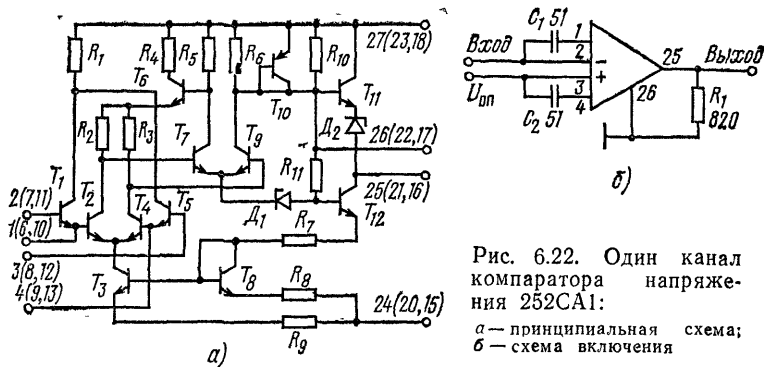 R₁
R₄
R₅
R₆
R₁₀
27(23,18)
T₆
T₁₀
T₁₁
Д₂
R₂
R₃
T₇
T₉
26(22,17)
R₁₁
25(21,16)
T₁
T₂
T₄
T₅
2(7,11)
1(6,10)
Д₁
T₁₂
R₇
3(8,12)
4(9,13)
T₃
T₈
R₈
24(20,15)
R₉
а)
C₁ 51
Вход
1
2
25
Выход
Uоп
3
4
26
C₂ 51
R₁
820
б)
Рис. 6.22. Один канал
компаратора напряже-
ния 252СА1:
а — принципиальная схема;
б — схема включения